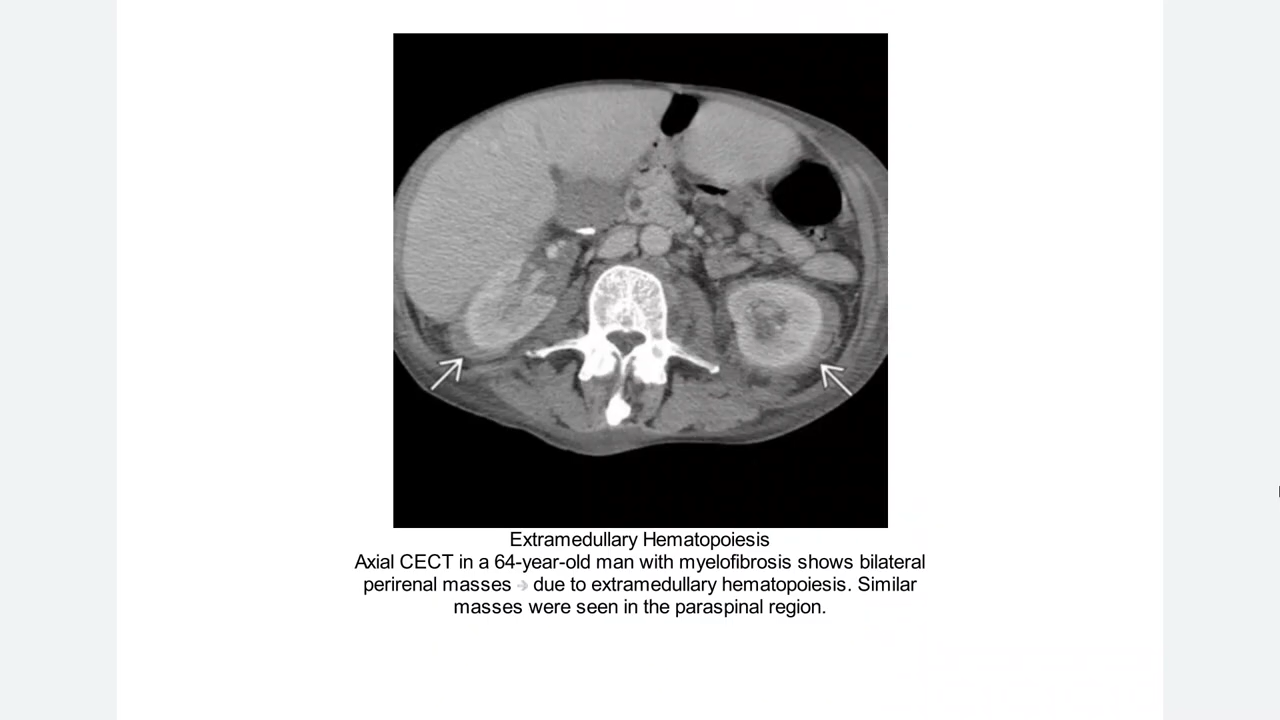 Extramedullary Hematopoiesis
Axial CECT in a 64-year-old man with myelofibrosis shows bilateral
perirenal masses ➔ due to extramedullary hematopoiesis. Similar
masses were seen in the paraspinal region.